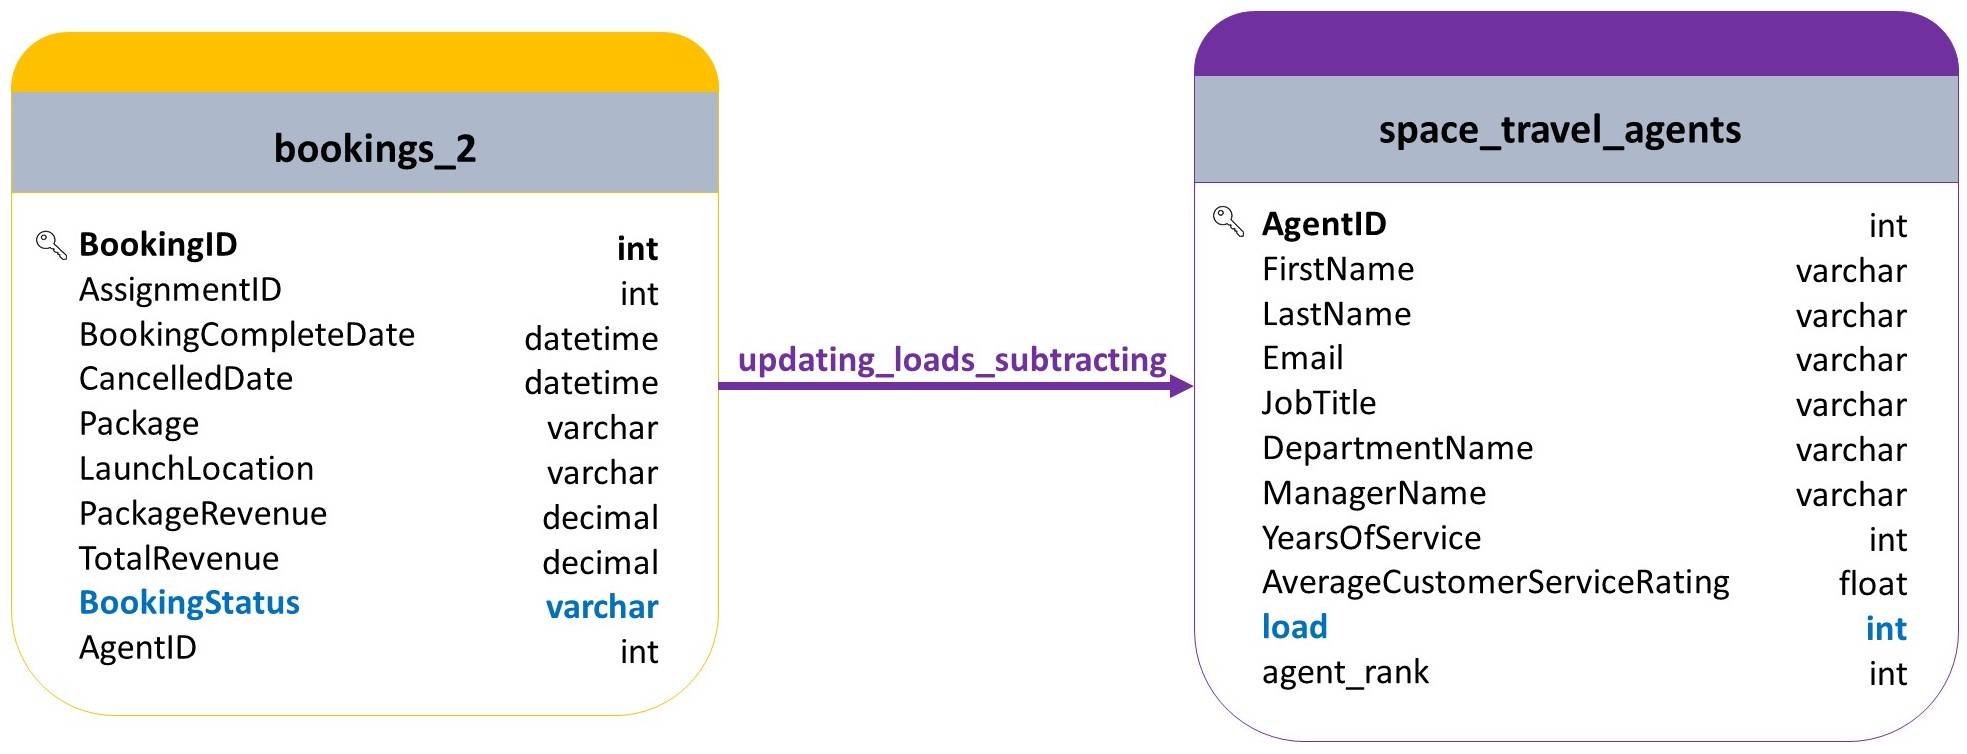 bookings_2
BookingID int
AssignmentID int
BookingCompleteDate datetime
CancelledDate datetime
Package varchar
LaunchLocation varchar
PackageRevenue decimal
TotalRevenue decimal
BookingStatus varchar
AgentID int
updating_loads_subtracting
space_travel_agents
AgentID int
FirstName varchar
LastName varchar
Email varchar
JobTitle varchar
DepartmentName varchar
ManagerName varchar
YearsOfService int
AverageCustomerServiceRating float
load int
agent_rank int